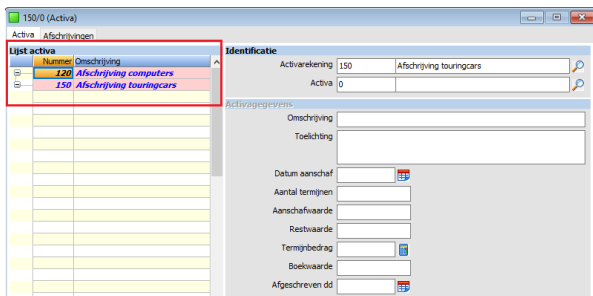 150/0 (Activa)
Activa Afschrijvingen
Lijst activa
Nummer Omschrijving
120 Afschrijving computers
150 Afschrijving touringcars
Identificatie
Activarekening 150 Afschrijving touringcars
Activa 0
Activagegevens
Omschrijving
Toelichting
Datum aanschaf
Aantal termijnen
Aanschafwaarde
Restwaarde
Termijnbedrag
Boekwaarde
Afgeschreven dd